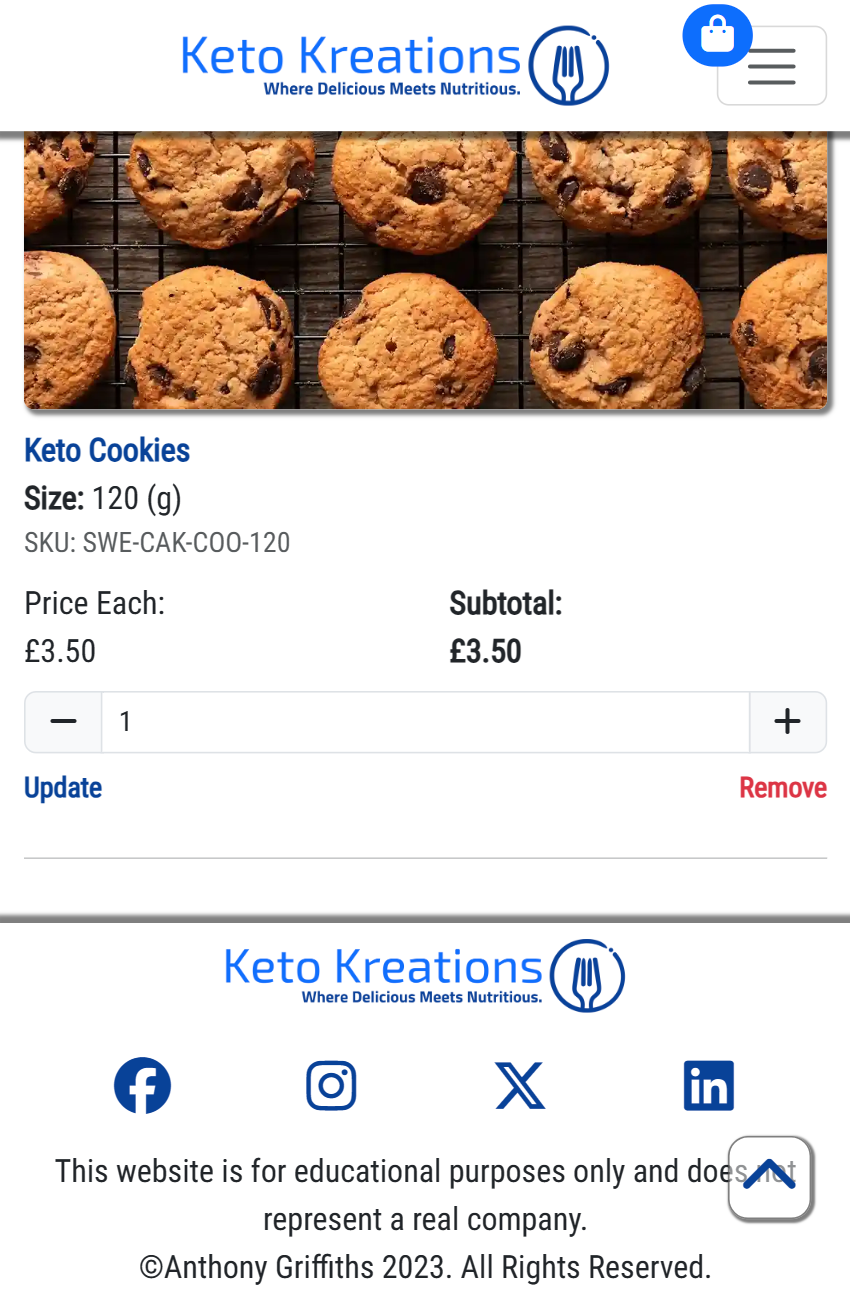 Keto Kreations
Where Delicious Meets Nutritious.
Keto Cookies
Size: 120 (g)
SKU: SWE-CAK-COO-120
Price Each:
Subtotal:
£3.50
£3.50
1
Update
Remove
Keto Kreations
Where Delicious Meets Nutritious.
This website is for educational purposes only and does not
represent a real company.
©Anthony Griffiths 2023. All Rights Reserved.